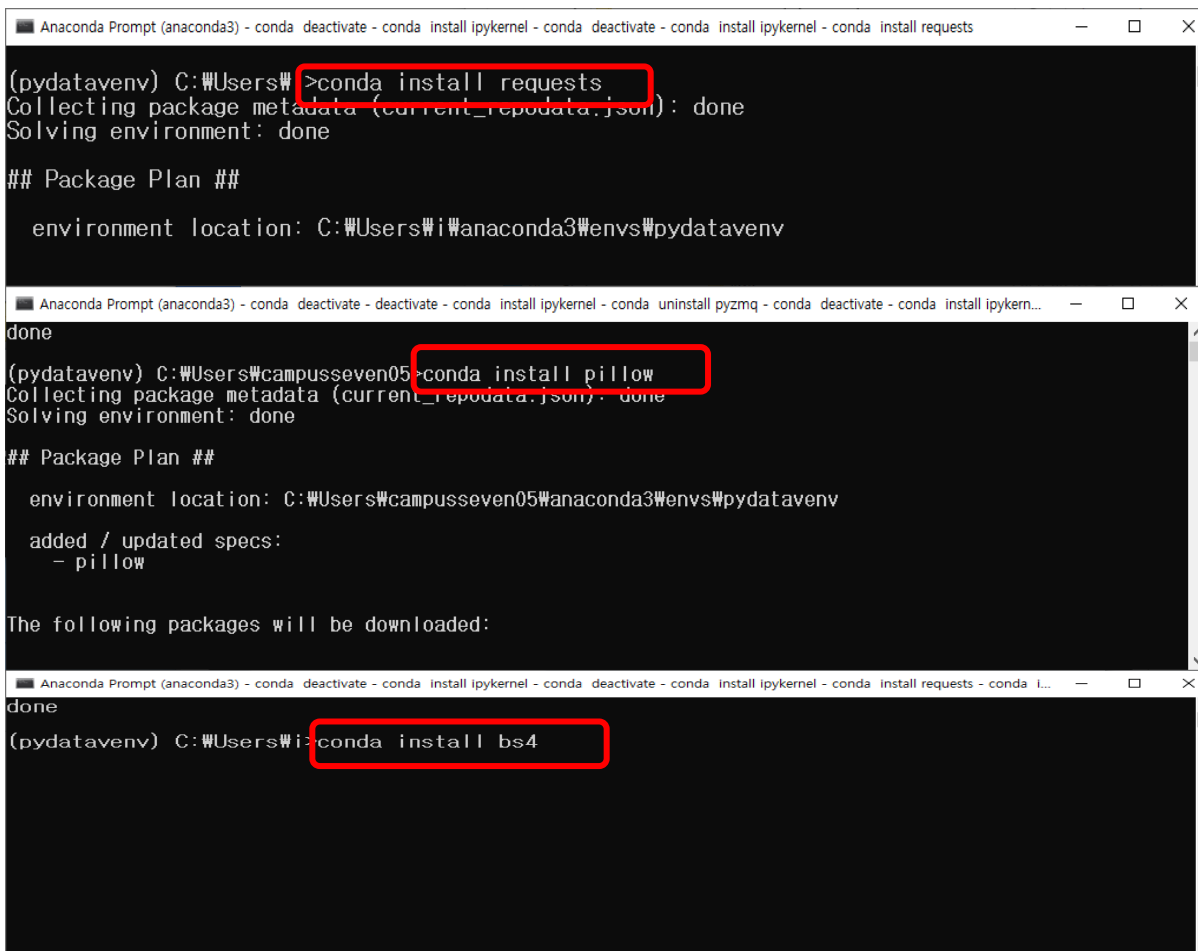 Anaconda Prompt (anaconda3) - conda deactivate - conda install ipykernel - conda deactivate - conda install ipykernel - conda install requests
(pydatavenv) C:₩Users₩ >conda install requests
Collecting package metadata (current_repodata.json): done
Solving environment: done
## Package Plan ##
environment location: C:₩Users₩i₩anaconda3₩envs₩pydatavenv
Anaconda Prompt (anaconda3) - conda deactivate - deactivate - conda install ipykernel - conda uninstall pyzmq - conda deactivate - conda install ipykern...
done
(pydatavenv) C:₩Users₩campusseven05>conda install pillow
Collecting package metadata (current_repodata.json): done
Solving environment: done
## Package Plan ##
environment location: C:₩Users₩campusseven05₩anaconda3₩envs₩pydatavenv
added / updated specs:
- pillow
The following packages will be downloaded:
Anaconda Prompt (anaconda3) - conda deactivate - conda install ipykernel - conda deactivate - conda install ipykernel - conda install requests - conda i...
done
(pydatavenv) C:₩Users₩i>conda install bs4